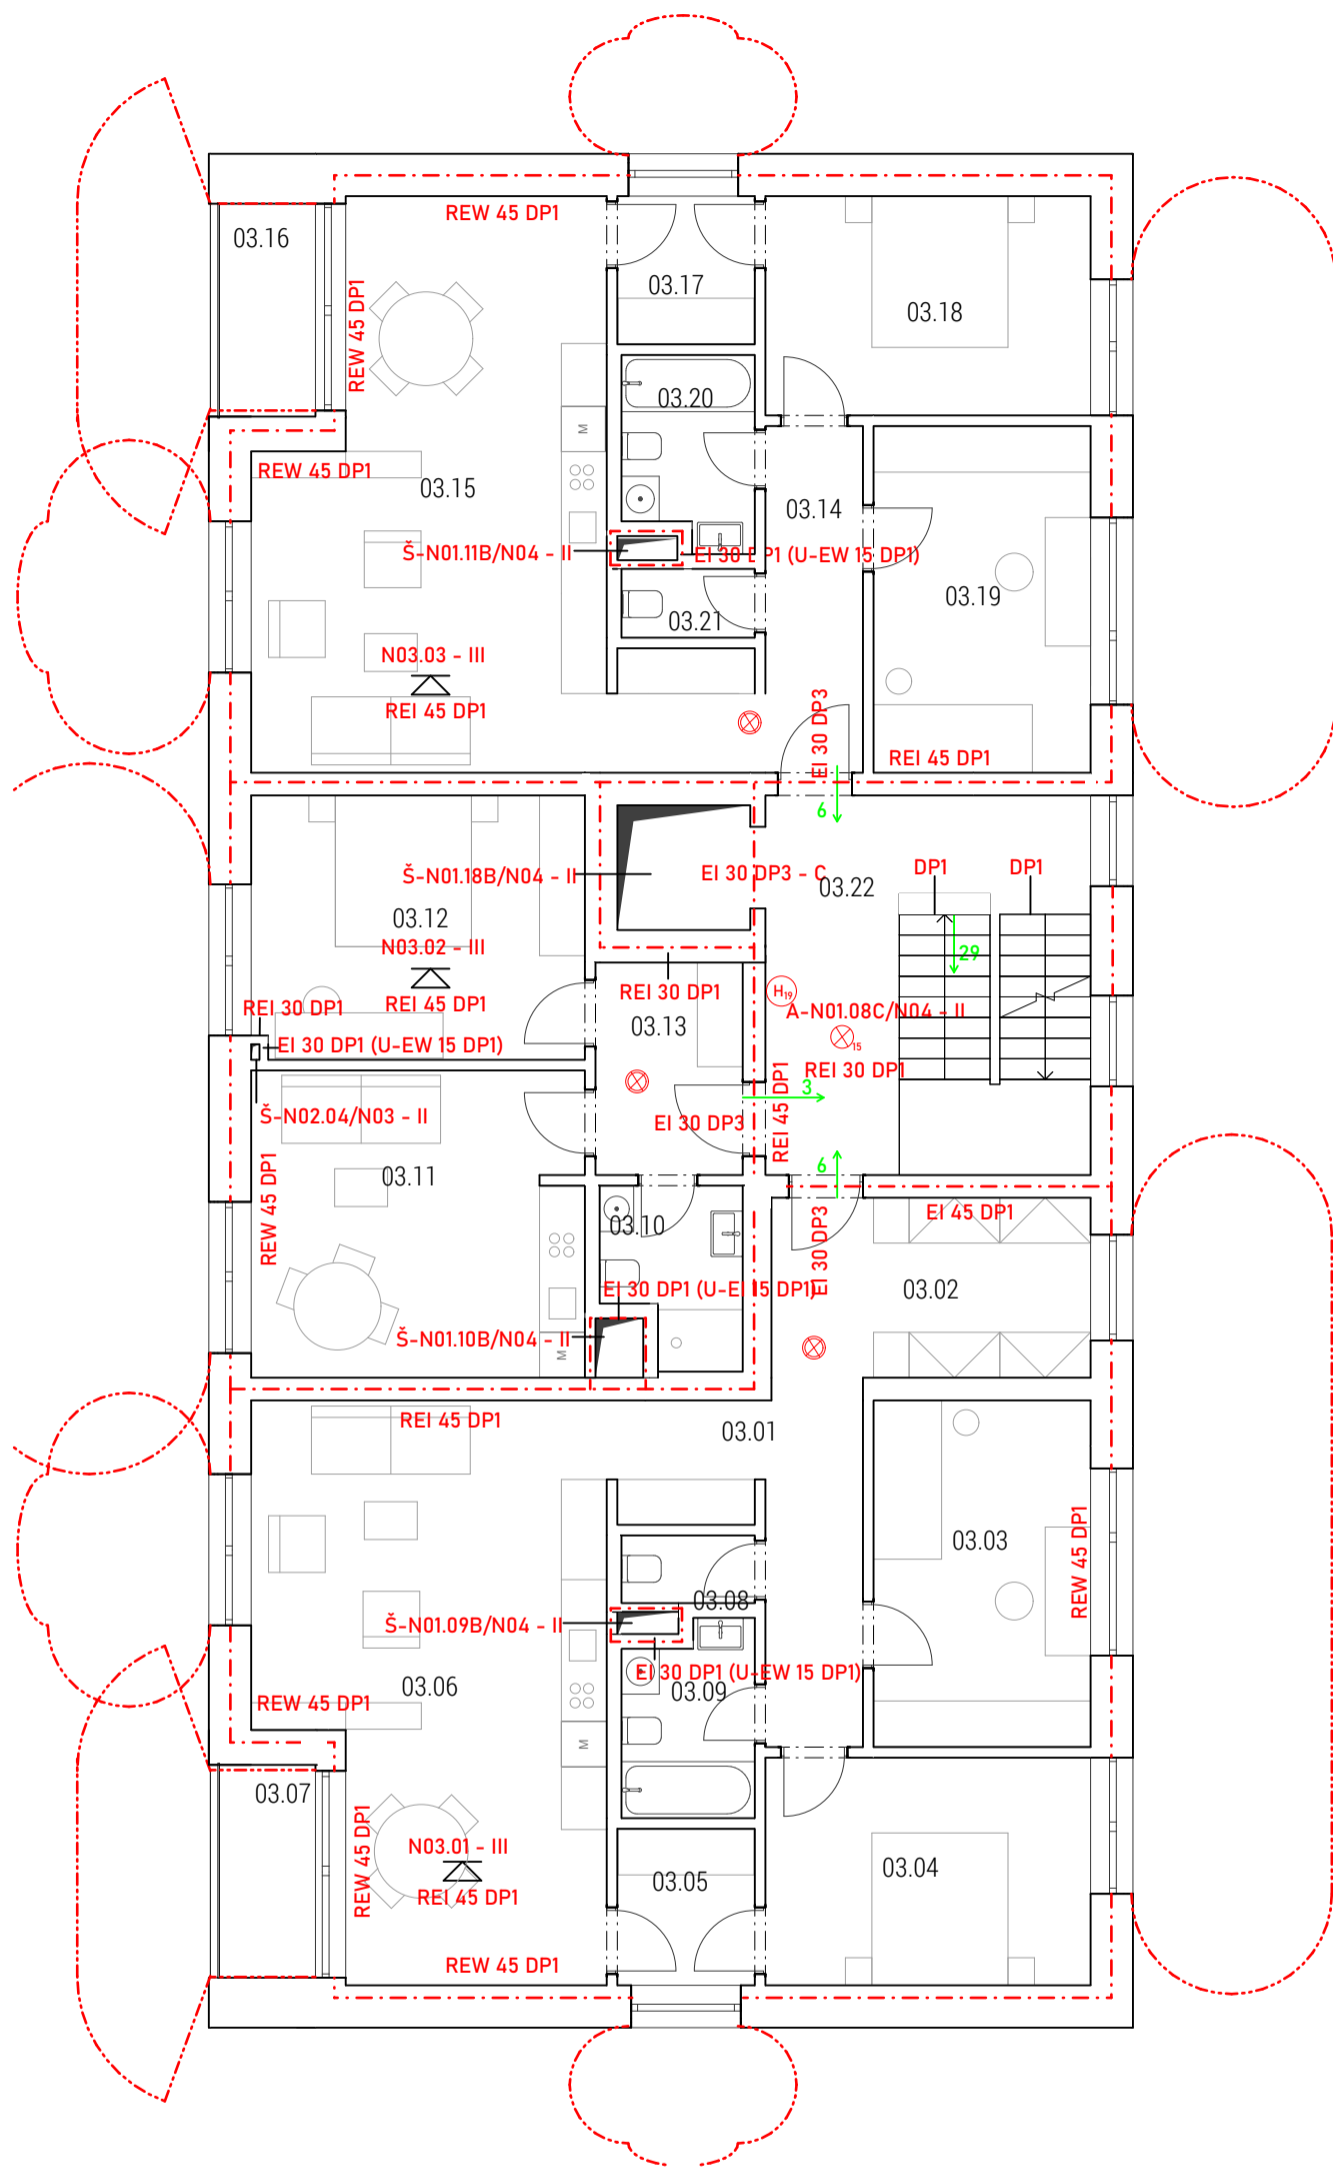 REW 45 DP1
03.16
03.17
03.18
REW 45 DP1
03.20
M
REW 45 DP1
03.15
03.14
Š-N01.11B/N04 - II
EI 30 DP1 (U-EW 15 DP1)
03.19
03.21
N03.03 - III
REI 45 DP1
EI 30 DP3
REI 45 DP1
6
Š-N01.18B/N04 - II
EI 30 DP3 - C
03.22
DP1
DP1
03.12
N03.02 - III
29
REI 45 DP1
REI 30 DP1
H19
REI 30 DP1
03.13
A-N01.08C/N04 - II
EI 30 DP1 (U-EW 15 DP1)
15
REI 30 DP1
3
Š-N02.04/N03 - II
EI 30 DP3
REI 45 DP1
03.11
6
REW 45 DP1
03.10
EI 45 DP1
EI 30 DP3
EI 30 DP1 (U-EI 15 DP1)
03.02
Š-N01.10B/N04 - II
M
REI 45 DP1
03.01
03.03
REW 45 DP1
03.08
Š-N01.09B/N04 - II
EI 30 DP1 (U-EW 15 DP1)
03.06
03.09
REW 45 DP1
M
03.07
REW 45 DP1
N03.01 - III
03.04
03.05
REI 45 DP1
REW 45 DP1